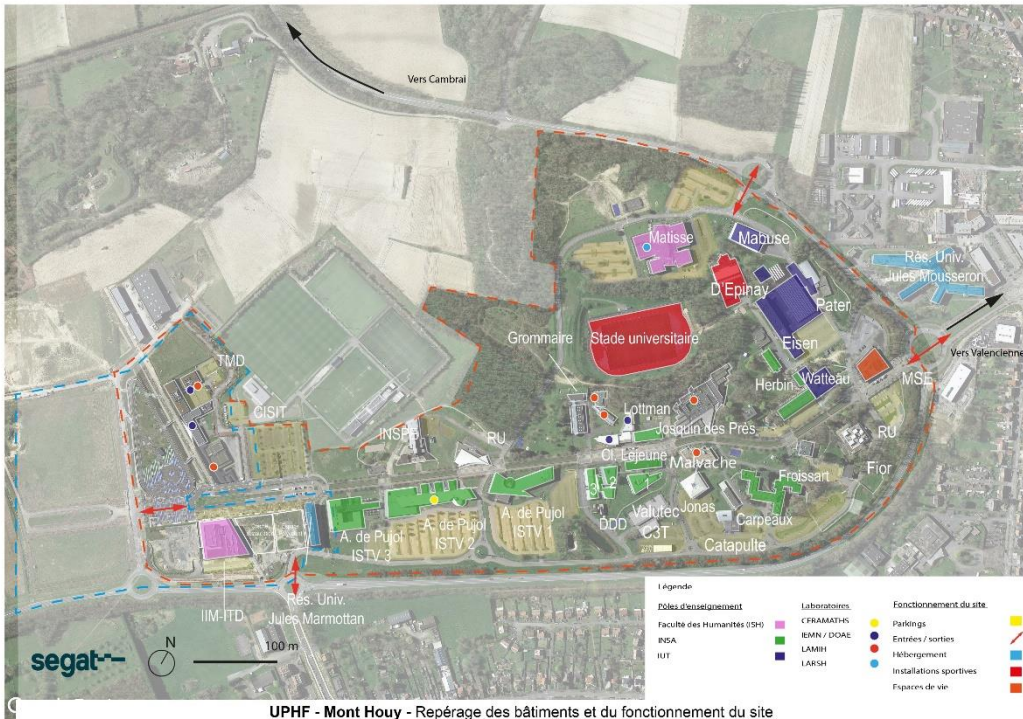 Vers Cambrai
Matisse
Mabuse
Rés. Univ.
Jules Mousseron
D'Epinay
Pater
Grommaire
Stade universitaire
Eisen
Vers Valencienne
TMD
Herbin
Watteau
MSE
CISIT
Lottman
INSPE
RU
Josquin des Près
RU
Cl. Lejeune
Malvache
Fior
Froissart
3
2
1
A. de Pujol
ISTV 3
A. de Pujol
ISTV 2
A. de Pujol
ISTV 1
DDD
Valutec
C3T
Jonas
Carpeaux
Catapulte
IIM-ITD
Rés. Univ.
Jules Marmottan
segat
N
100 m
Légende
Pôles d'enseignement
Faculté des Humanités (ISH)
INSA
IUT
Laboratoires
CERAMATHS
IEMN / DOAE
LAMIH
LARSH
Fonctionnement du site
Parkings
Entrées / sorties
Hébergement
Installations sportives
Espaces de vie
UPHF - Mont Houy - Repérage des bâtiments et du fonctionnement du site